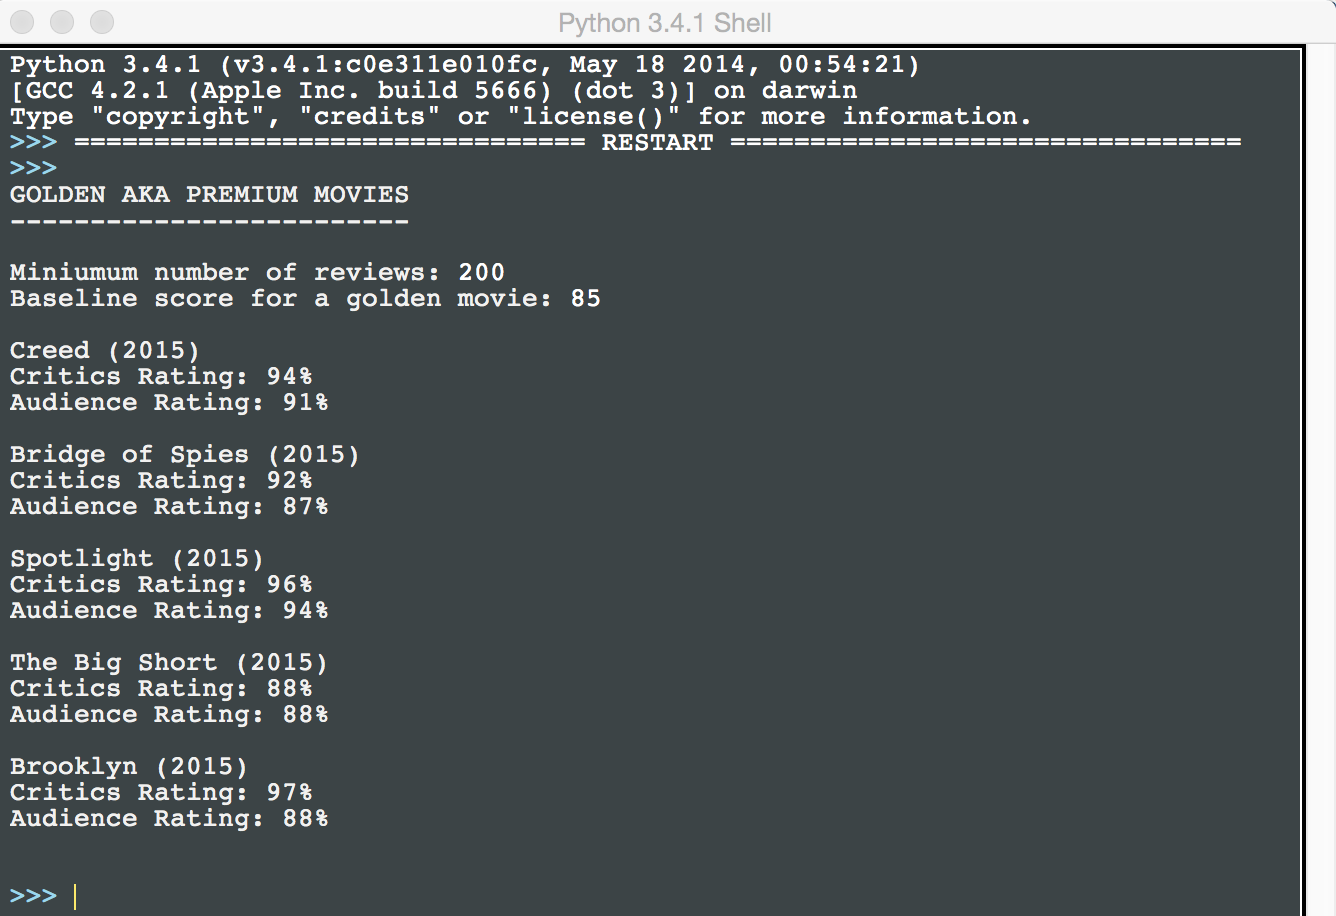 Python 3.4.1 Shell
Python 3.4.1 (v3.4.1:c0e311e010fc, May 18 2014, 00:54:21)
[GCC 4.2.1 (Apple Inc. build 5666) (dot 3)] on darwin
Type "copyright", "credits" or "license()" for more information.
>>> ================================ RESTART ================================
>>>
GOLDEN AKA PREMIUM MOVIES
-------------------------
Miniumum number of reviews: 200
Baseline score for a golden movie: 85
Creed (2015)
Critics Rating: 94%
Audience Rating: 91%
Bridge of Spies (2015)
Critics Rating: 92%
Audience Rating: 87%
Spotlight (2015)
Critics Rating: 96%
Audience Rating: 94%
The Big Short (2015)
Critics Rating: 88%
Audience Rating: 88%
Brooklyn (2015)
Critics Rating: 97%
Audience Rating: 88%
>>>